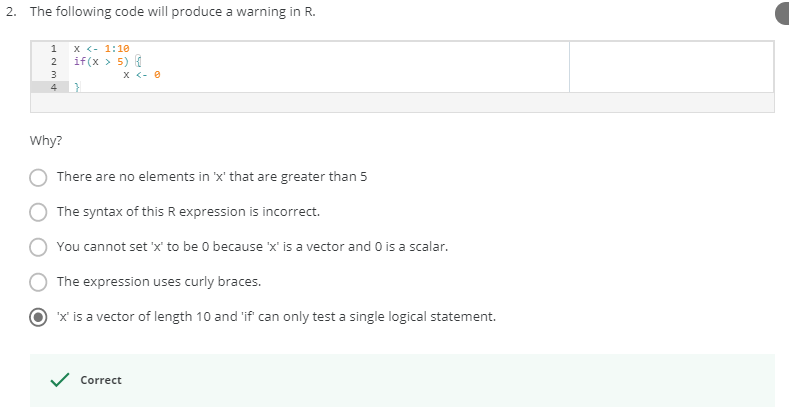 2. The following code will produce a warning in R.
1 x <- 1:10
2 if(x > 5) {
3 x <- 0
4 }
Why?
There are no elements in 'x' that are greater than 5
The syntax of this R expression is incorrect.
You cannot set 'x' to be 0 because 'x' is a vector and 0 is a scalar.
The expression uses curly braces.
'x' is a vector of length 10 and 'if' can only test a single logical statement.
Correct